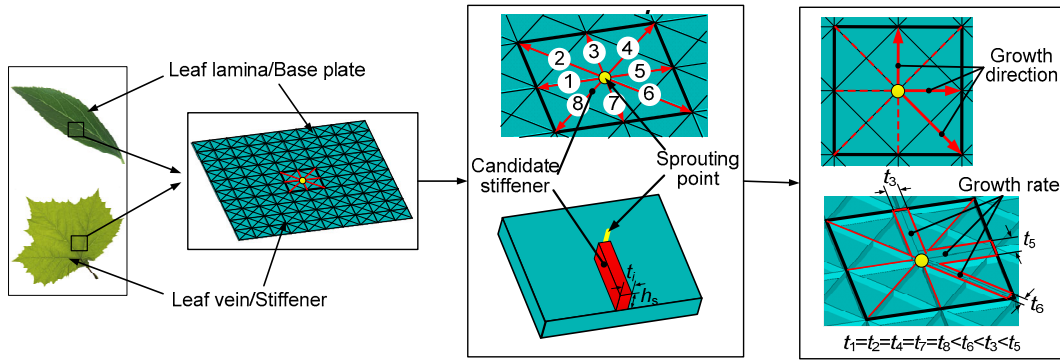 Leaf lamina/Base plate
Leaf vein/Stiffener
1
2
3
4
5
6
7
8
Candidate
stiffener
Sprouting
point
tᵢ
hₛ
Growth
direction
t₃
Growth rate
t₅
t₆
t₁=t₂=t₄=t₇=t₈<t₆<t₃<t₅